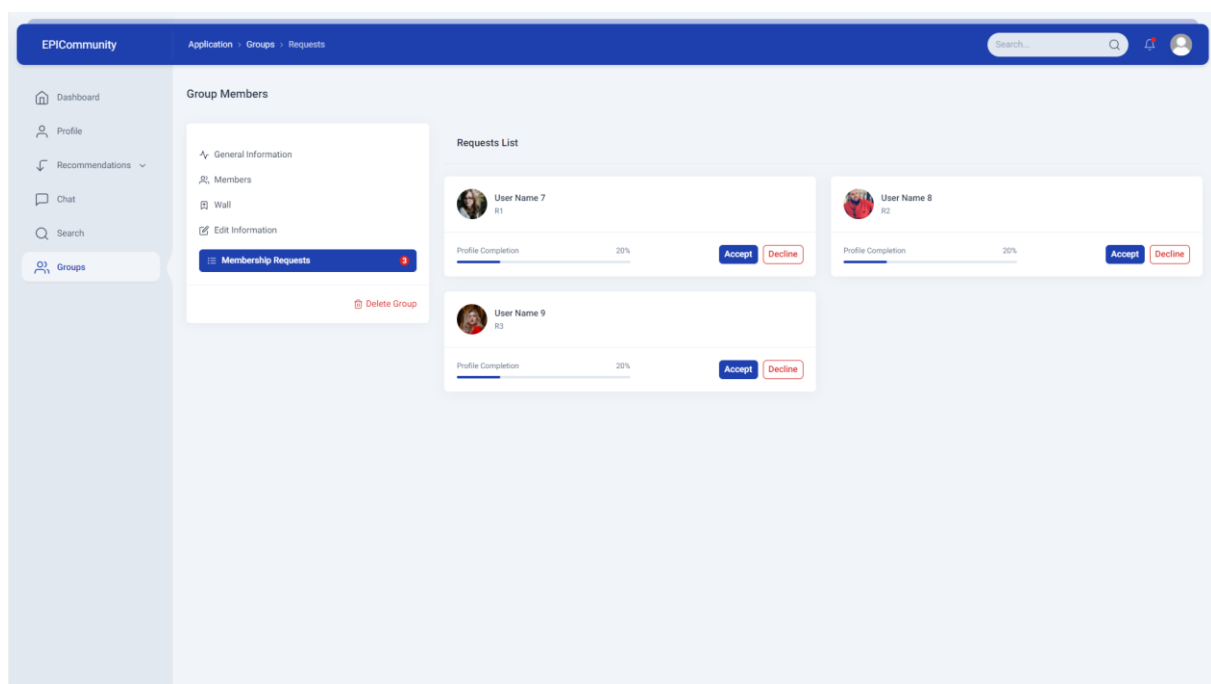 EPICommunity
Application > Groups > Requests
Search...
Dashboard
Profile
Recommendations
Chat
Search
Groups
Group Members
General Information
Members
Wall
Edit Information
Membership Requests 3
Delete Group
Requests List
User Name 7
R1
Profile Completion 20%
Accept Decline
User Name 8
R2
Profile Completion 20%
Accept Decline
User Name 9
R3
Profile Completion 20%
Accept Decline